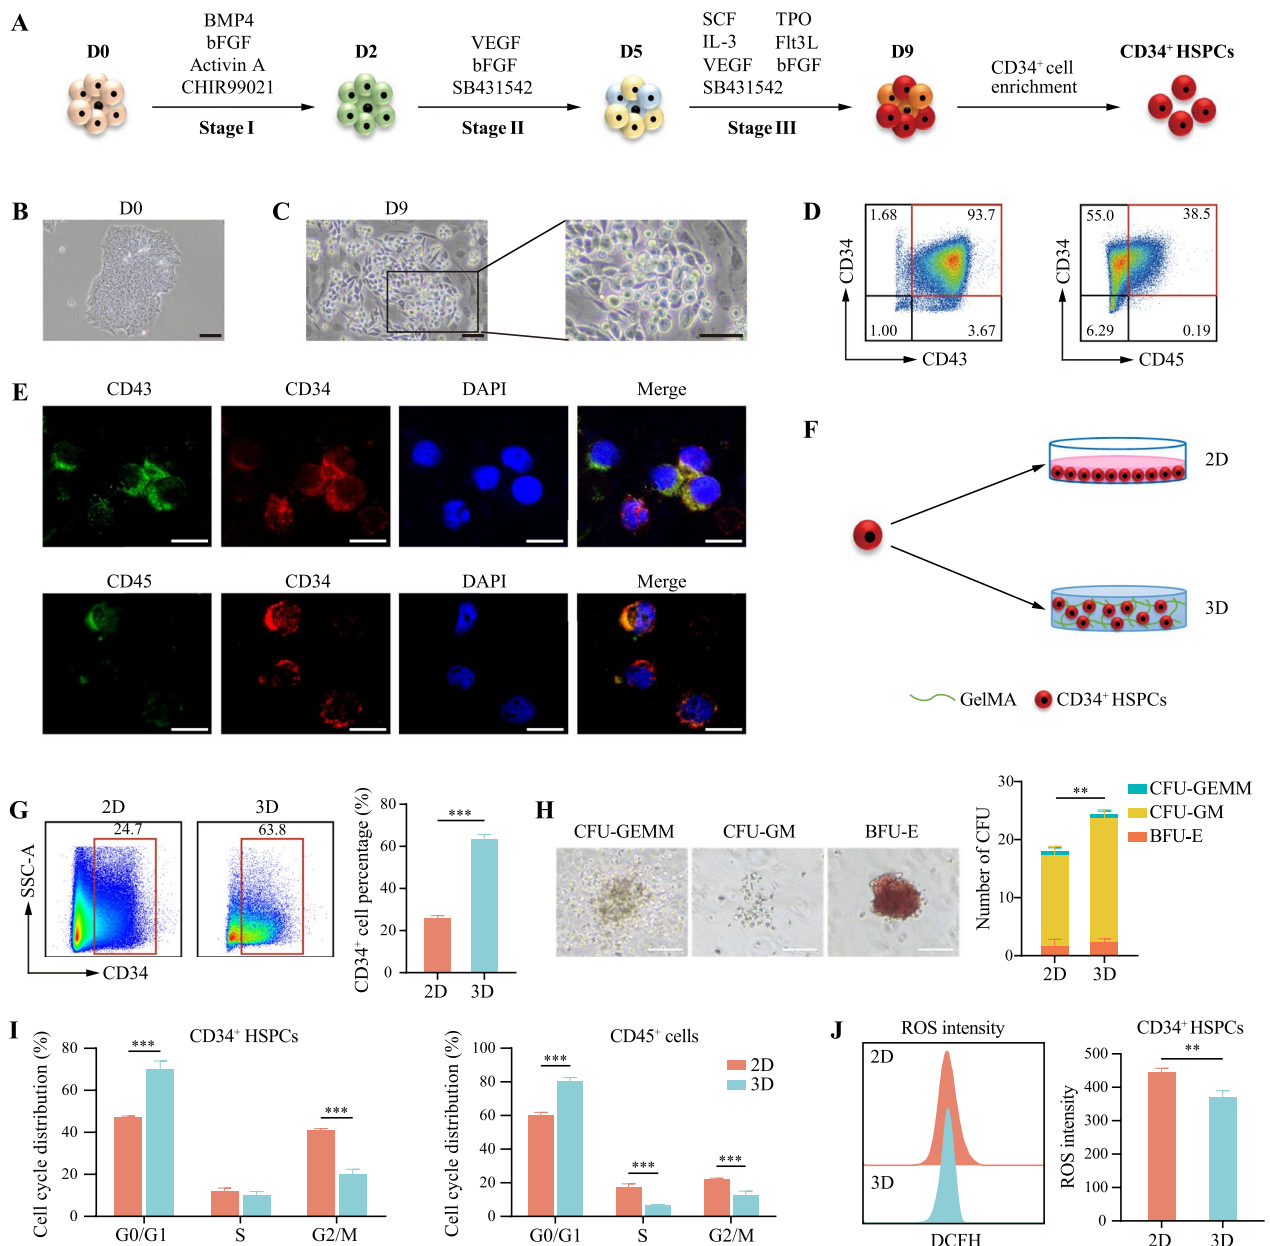 A
D0
BMP4
bFGF
Activin A
CHIR99021
Stage I
D2
VEGF
bFGF
SB431542
Stage II
D5
SCF TPO
IL-3 Flt3L
VEGF bFGF
SB431542
Stage III
D9
CD34+ cell
enrichment
CD34+ HSPCs
B
D0
C
D9
D
1.68 93.7
1.00 3.67
CD34
CD43
55.0 38.5
6.29 0.19
CD34
CD45
E
CD43 CD34 DAPI Merge
CD45 CD34 DAPI Merge
F
2D
3D
GelMA CD34+ HSPCs
G
2D
24.7
3D
63.8
SSC-A
CD34
CD34+ cell percentage (%)
80
60
40
20
0
***
2D 3D
H
CFU-GEMM CFU-GM BFU-E
Number of CFU
30
20
10
0
**
2D 3D
CFU-GEMM
CFU-GM
BFU-E
I
CD34+ HSPCs
Cell cycle distribution (%)
80
60
40
20
0
***
***
G0/G1 S G2/M
CD45+ cells
Cell cycle distribution (%)
100
80
60
40
20
0
***
***
***
G0/G1 S G2/M
2D
3D
J
ROS intensity
2D
3D
DCFH
CD34+ HSPCs
ROS intensity
500
400
300
200
100
0
**
2D 3D